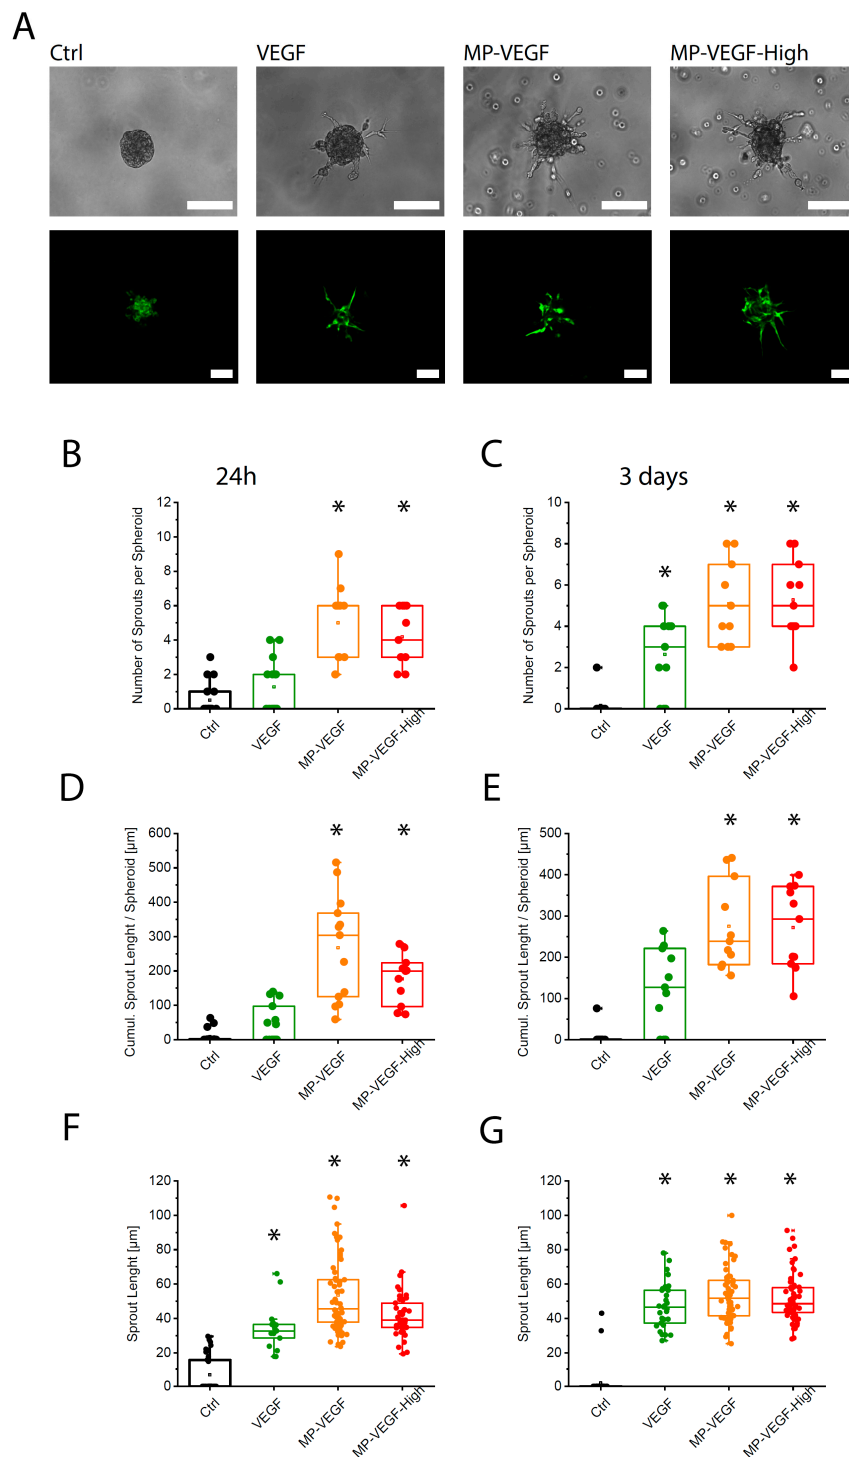 A
Ctrl VEGF MP-VEGF MP-VEGF-High
B C
24h 3 days
Number of Sprouts per Spheroid
12
10
8
6
4
2
0
* *
Ctrl VEGF MP-VEGF MP-VEGF-High
Number of Sprouts per Spheroid
10
8
6
4
2
0
* * *
Ctrl VEGF MP-VEGF MP-VEGF-High
D E
Cumul. Sprout Lenght / Spheroid [µm]
600
500
400
300
200
100
0
* *
Ctrl VEGF MP-VEGF MP-VEGF-High
Cumul. Sprout Lenght / Spheroid [µm]
500
400
300
200
100
0
* *
Ctrl VEGF MP-VEGF MP-VEGF-High
F G
Sprout Lenght [µm]
120
100
80
60
40
20
0
* * *
Ctrl VEGF MP-VEGF MP-VEGF-High
Sprout Lenght [µm]
120
100
80
60
40
20
0
* * *
Ctrl VEGF MP-VEGF MP-VEGF-High